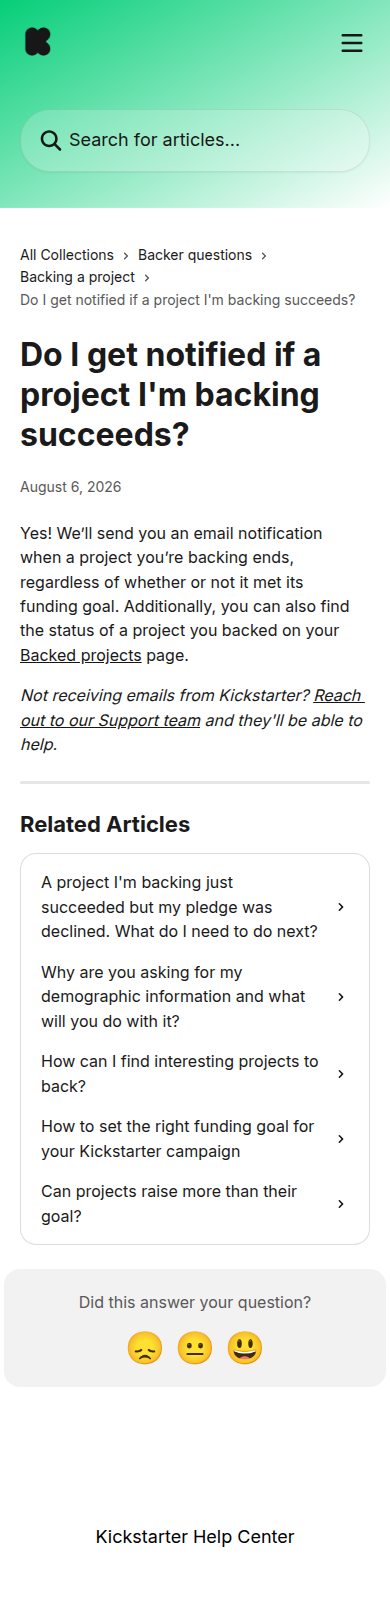 Search for articles...
All Collections > Backer questions >
Backing a project >
Do I get notified if a project I'm backing succeeds?
Do I get notified if a
project I'm backing
succeeds?
August 6, 2026
Yes! We’ll send you an email notification
when a project you’re backing ends,
regardless of whether or not it met its
funding goal. Additionally, you can also find
the status of a project you backed on your
Backed projects page.
Not receiving emails from Kickstarter? Reach
out to our Support team and they'll be able to
help.
Related Articles
A project I'm backing just
succeeded but my pledge was
declined. What do I need to do next?
Why are you asking for my
demographic information and what
will you do with it?
How can I find interesting projects to
back?
How to set the right funding goal for
your Kickstarter campaign
Can projects raise more than their
goal?
Did this answer your question?
Kickstarter Help Center